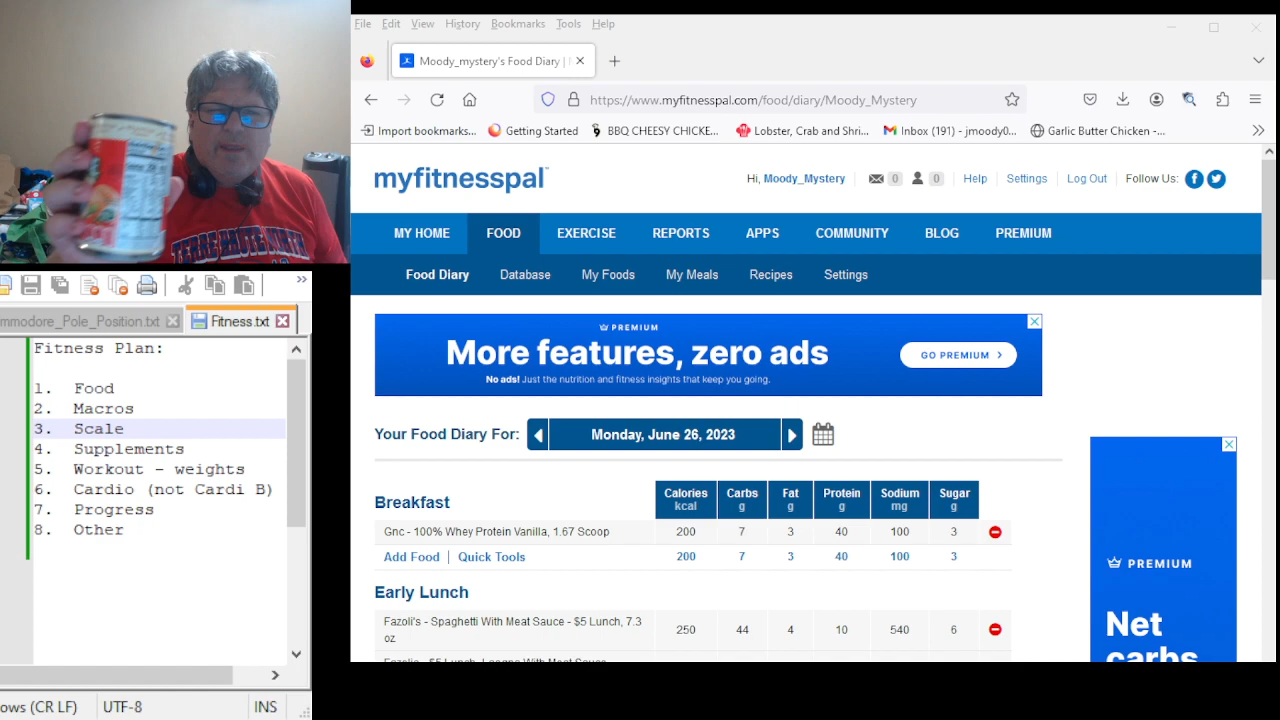 TERRE HAUTE NORTH
mmodore_Pole_Position.txt
Fitness.txt
Fitness Plan:
1. Food
2. Macros
3. Scale
4. Supplements
5. Workout - weights
6. Cardio (not Cardi B)
7. Progress
8. Other
ows (CR LF) UTF-8 INS
File Edit View History Bookmarks Tools Help
Moody_mystery's Food Diary |
https://www.myfitnesspal.com/food/diary/Moody_Mystery
Import bookmarks... Getting Started BBQ CHEESY CHICKE... Lobster, Crab and Shri... Inbox (191) - jmoody0... Garlic Butter Chicken -...
myfitnesspal
Hi, Moody_Mystery 0 0 Help Settings Log Out Follow Us:
MY HOME FOOD EXERCISE REPORTS APPS COMMUNITY BLOG PREMIUM
Food Diary Database My Foods My Meals Recipes Settings
PREMIUM
More features, zero ads
No ads! Just the nutrition and fitness insights that keep you going.
GO PREMIUM >
Your Food Diary For: Monday, June 26, 2023
Breakfast Calories kcal Carbs g Fat g Protein g Sodium mg Sugar g
Gnc - 100% Whey Protein Vanilla, 1.67 Scoop 200 7 3 40 100 3
Add Food | Quick Tools 200 7 3 40 100 3
Early Lunch
Fazoli's - Spaghetti With Meat Sauce - $5 Lunch, 7.3 oz 250 44 4 10 540 6
PREMIUM
Net
carbs